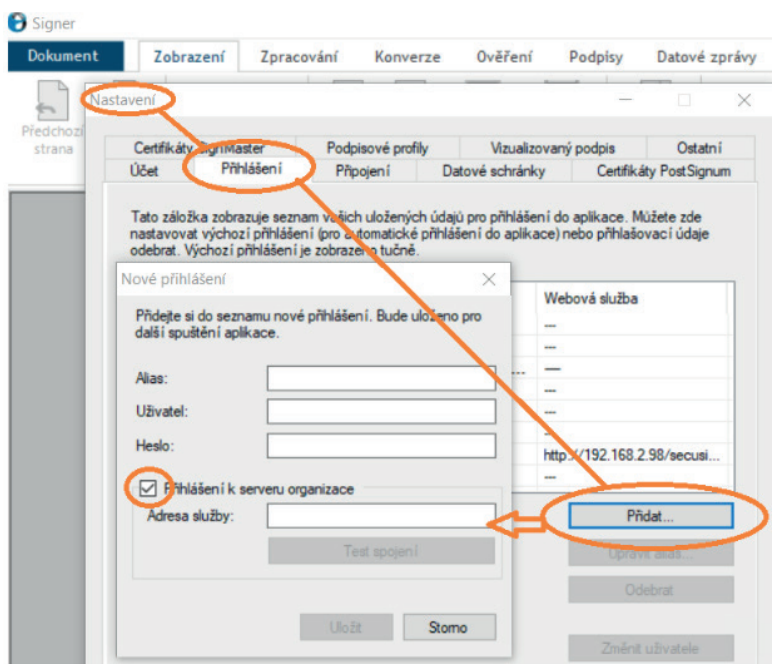 Signer
Dokument Zobrazení Zpracování Konverze Ověření Podpisy Datové zprávy
Předchozí
strana
Nastavení
Certifikáty SignMaster Podpisové profily Vizualizovaný podpis Ostatní
Účet Přihlášení Připojení Datové schránky Certifikáty PostSignum
Tato záložka zobrazuje seznam vašich uložených údajů pro přihlášení do aplikace. Můžete zde
nastavovat výchozí přihlášení (pro automatické přihlášení do aplikace) nebo přihlašovací údaje
odebrat. Výchozí přihlášení je zobrazeno tučně.
Nové přihlášení
Přidejte si do seznamu nové přihlášení. Bude uloženo pro
další spuštění aplikace.
Alias:
Uživatel:
Heslo:
Přihlášení k serveru organizace
Adresa služby:
Test spojení
Uložit Storno
Webová služba
---
---
... ----
---
---
---
http://192.168.2.98/secusi...
---
Přidat...
Upravit alias...
Odebrat
Změnit uživatele